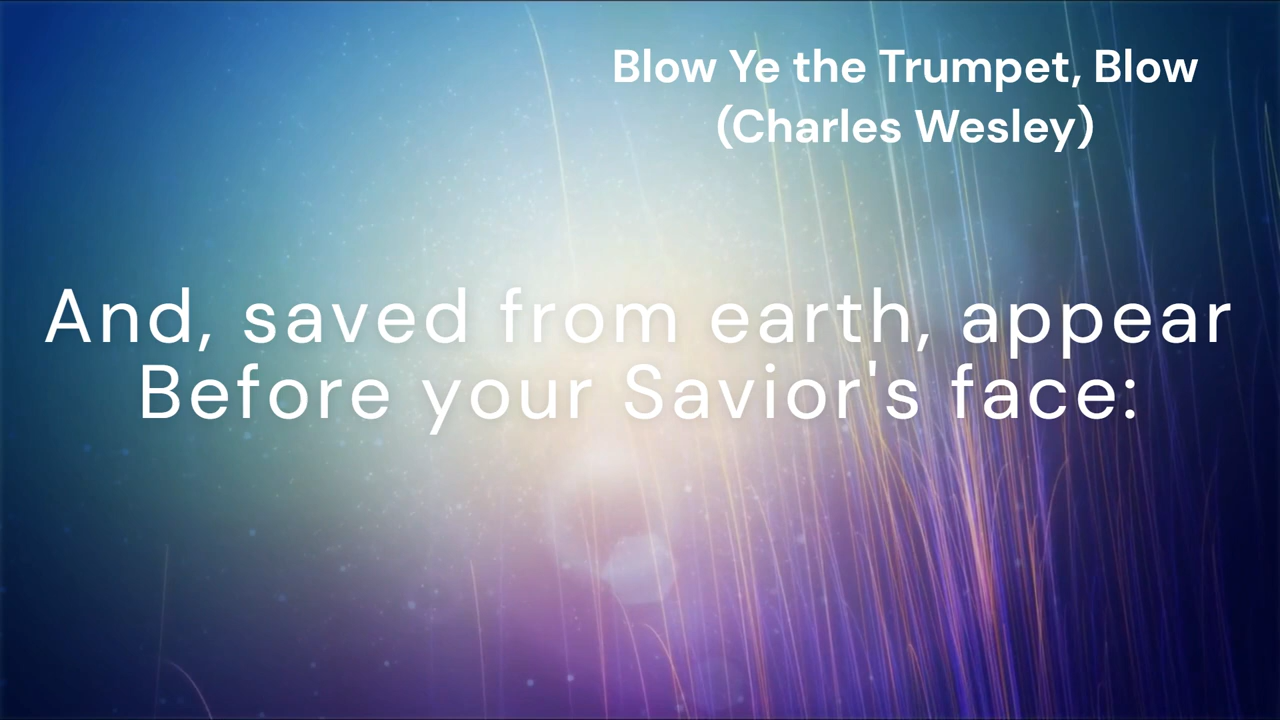 Blow Ye the Trumpet, Blow
(Charles Wesley)
And, saved from earth, appear
Before your Savior's face: